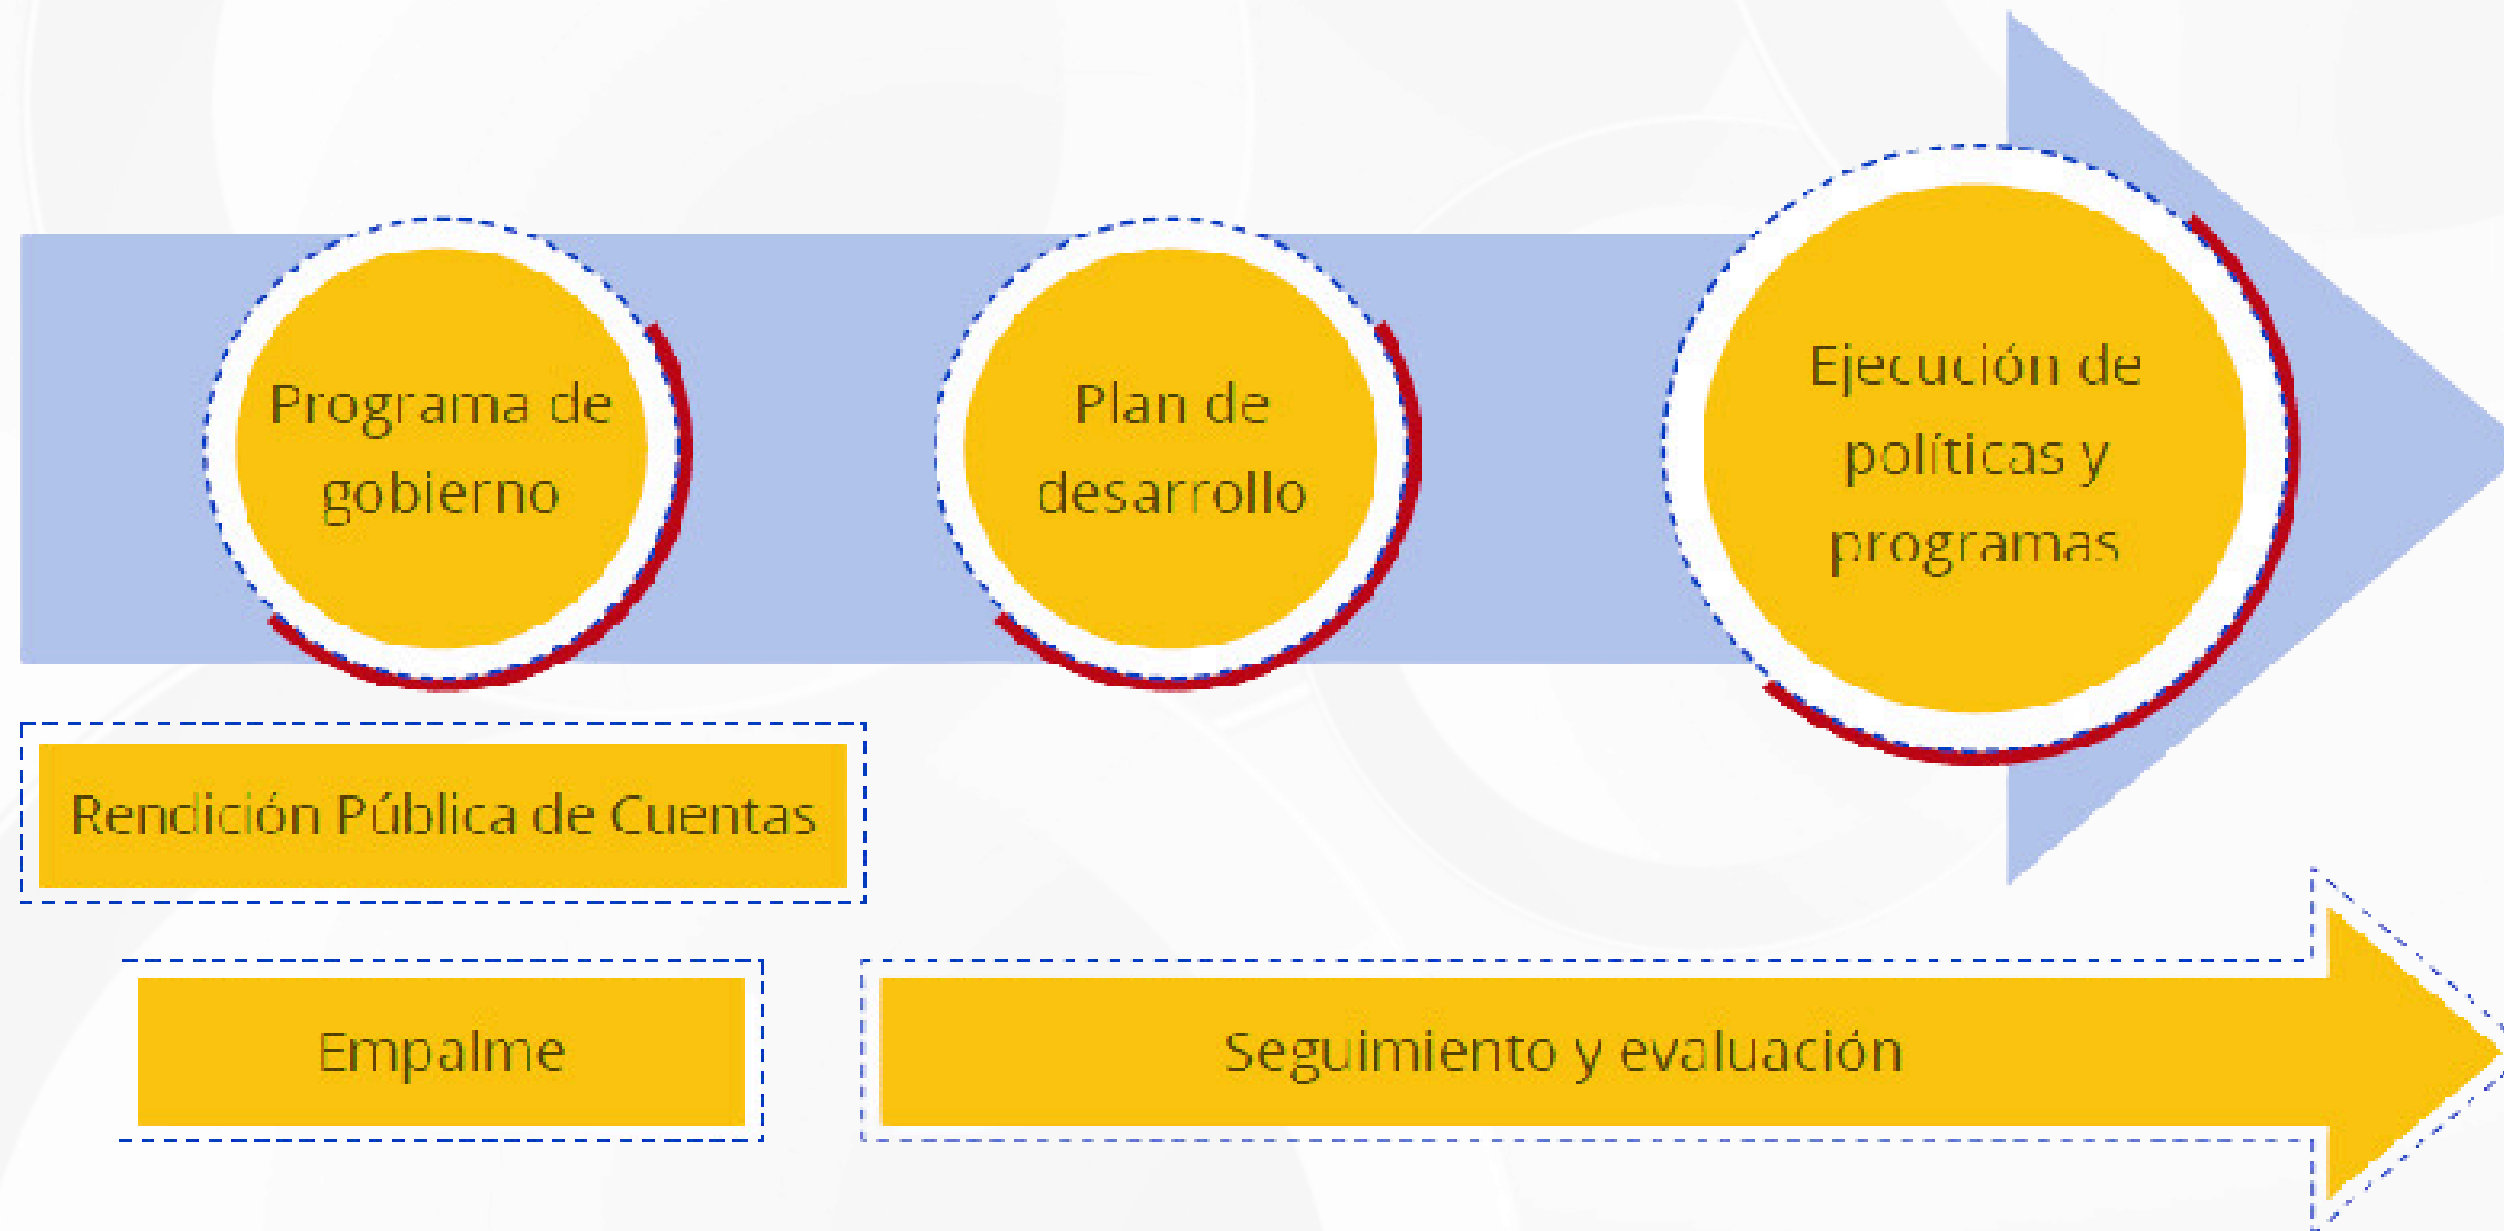 Programa de
gobierno
Plan de
desarrollo
Ejecución de
políticas y
programas
Rendición Pública de Cuentas
Empalme
Seguimiento y evaluación